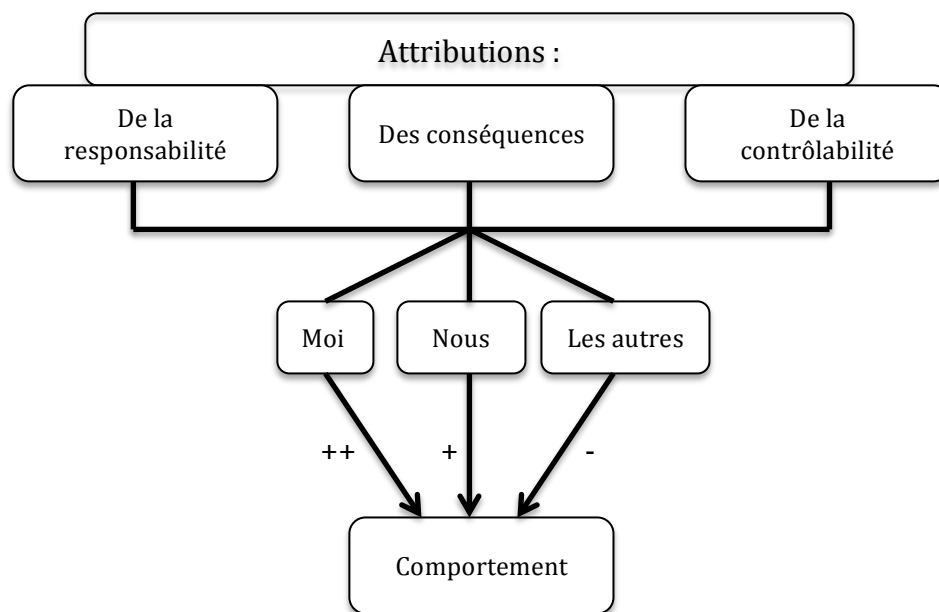 Attributions :
De la
responsabilité
Des conséquences
De la
contrôlabilité
Moi
Nous
Les autres
++
+
-
Comportement